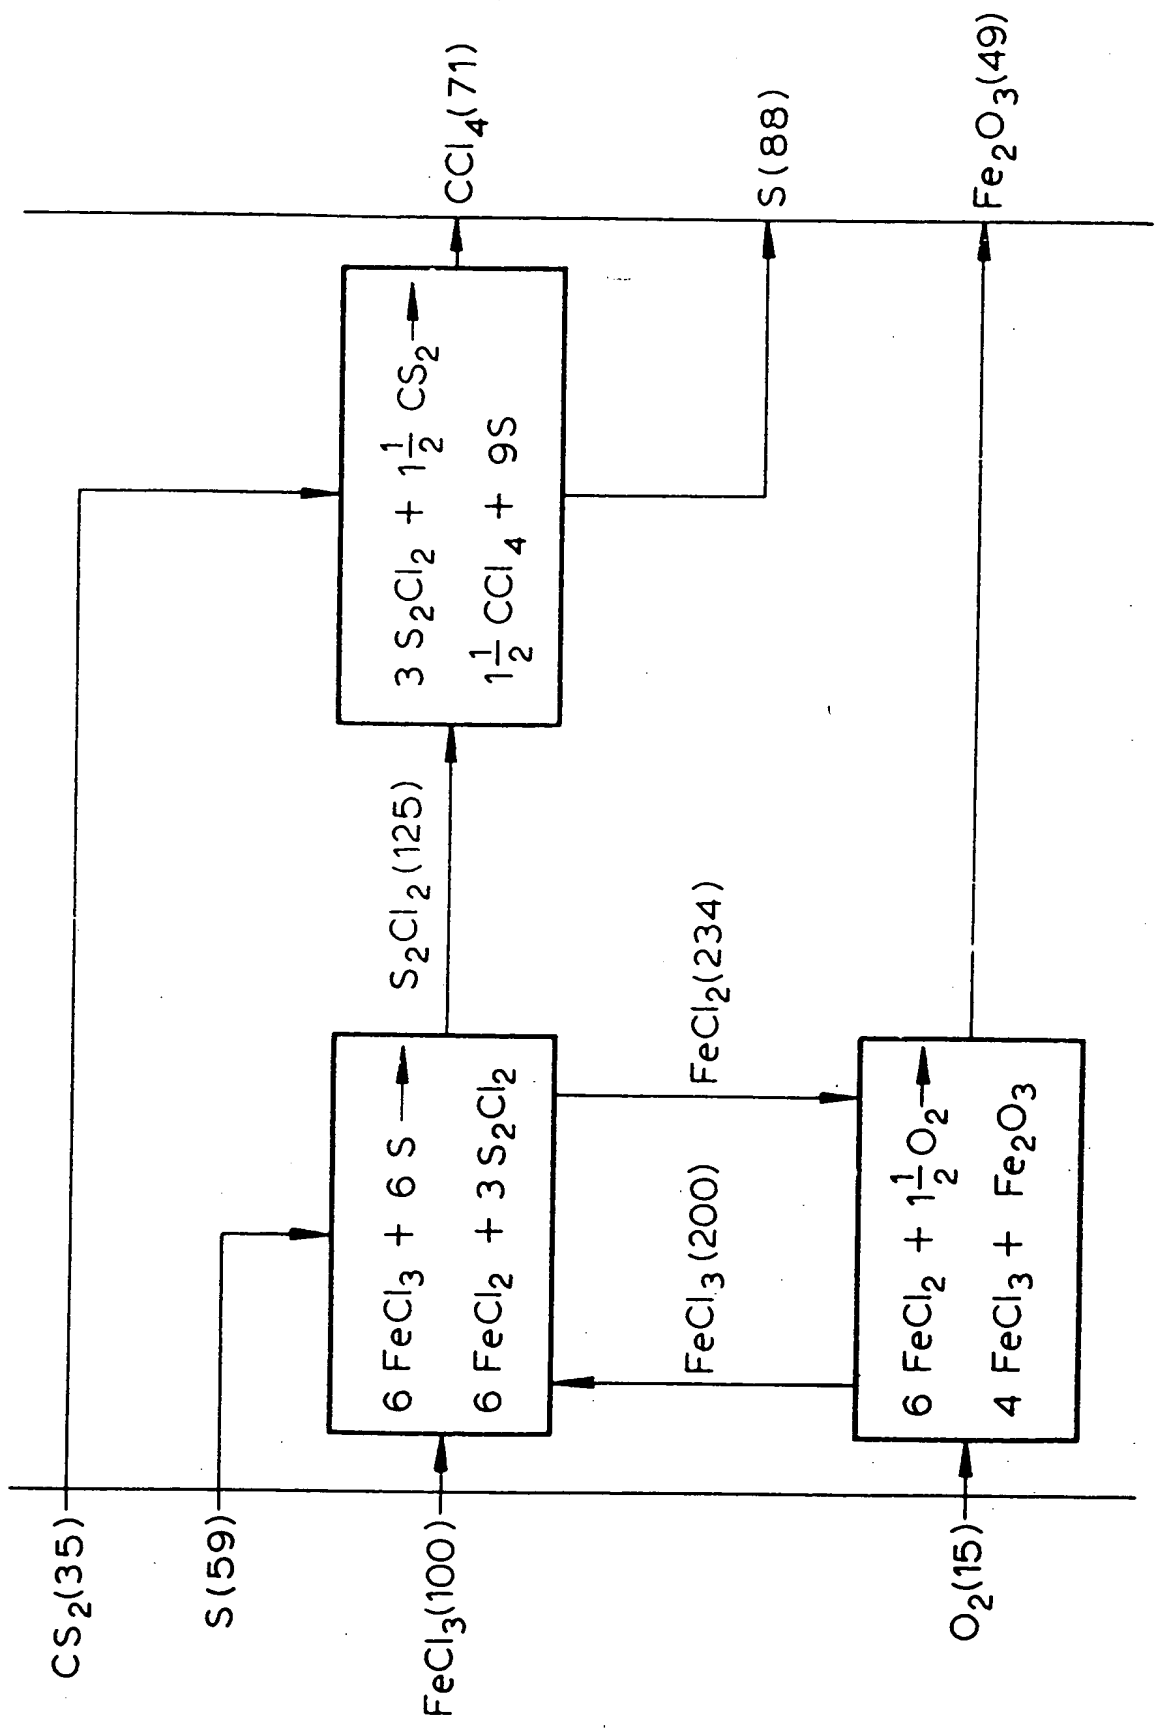 CS₂(35)
S(59)
FeCl₃(100)
O₂(15)
6 FeCl₃ + 6 S →
6 FeCl₂ + 3 S₂Cl₂
S₂Cl₂(125)
3 S₂Cl₂ + 1½ CS₂ →
1½ CCl₄ + 9S
FeCl₃(200)
FeCl₂(234)
6 FeCl₂ + 1½ O₂ →
4 FeCl₃ + Fe₂O₃
CCl₄(71)
S(88)
Fe₂O₃(49)